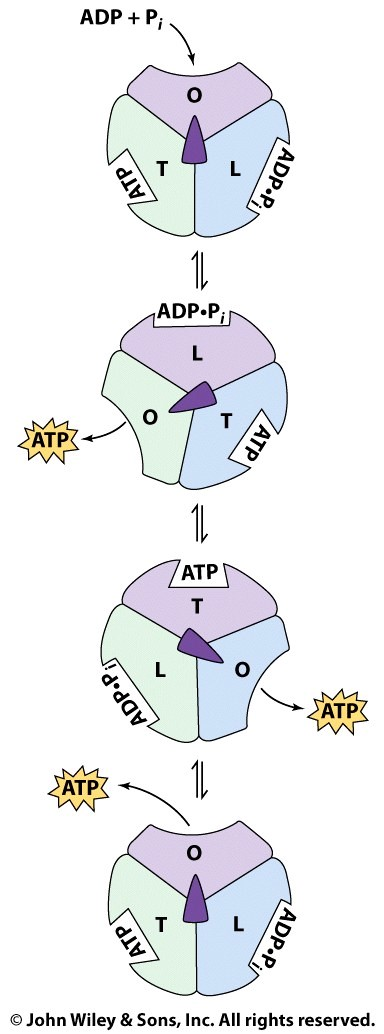 ADP + Pi
O
T
L
ATP
ADP•Pi
ADP•Pi
L
O
T
ATP
ATP
ATP
T
L
O
ADP•Pi
ATP
ATP
O
T
L
ATP
ADP•Pi
© John Wiley & Sons, Inc. All rights reserved.